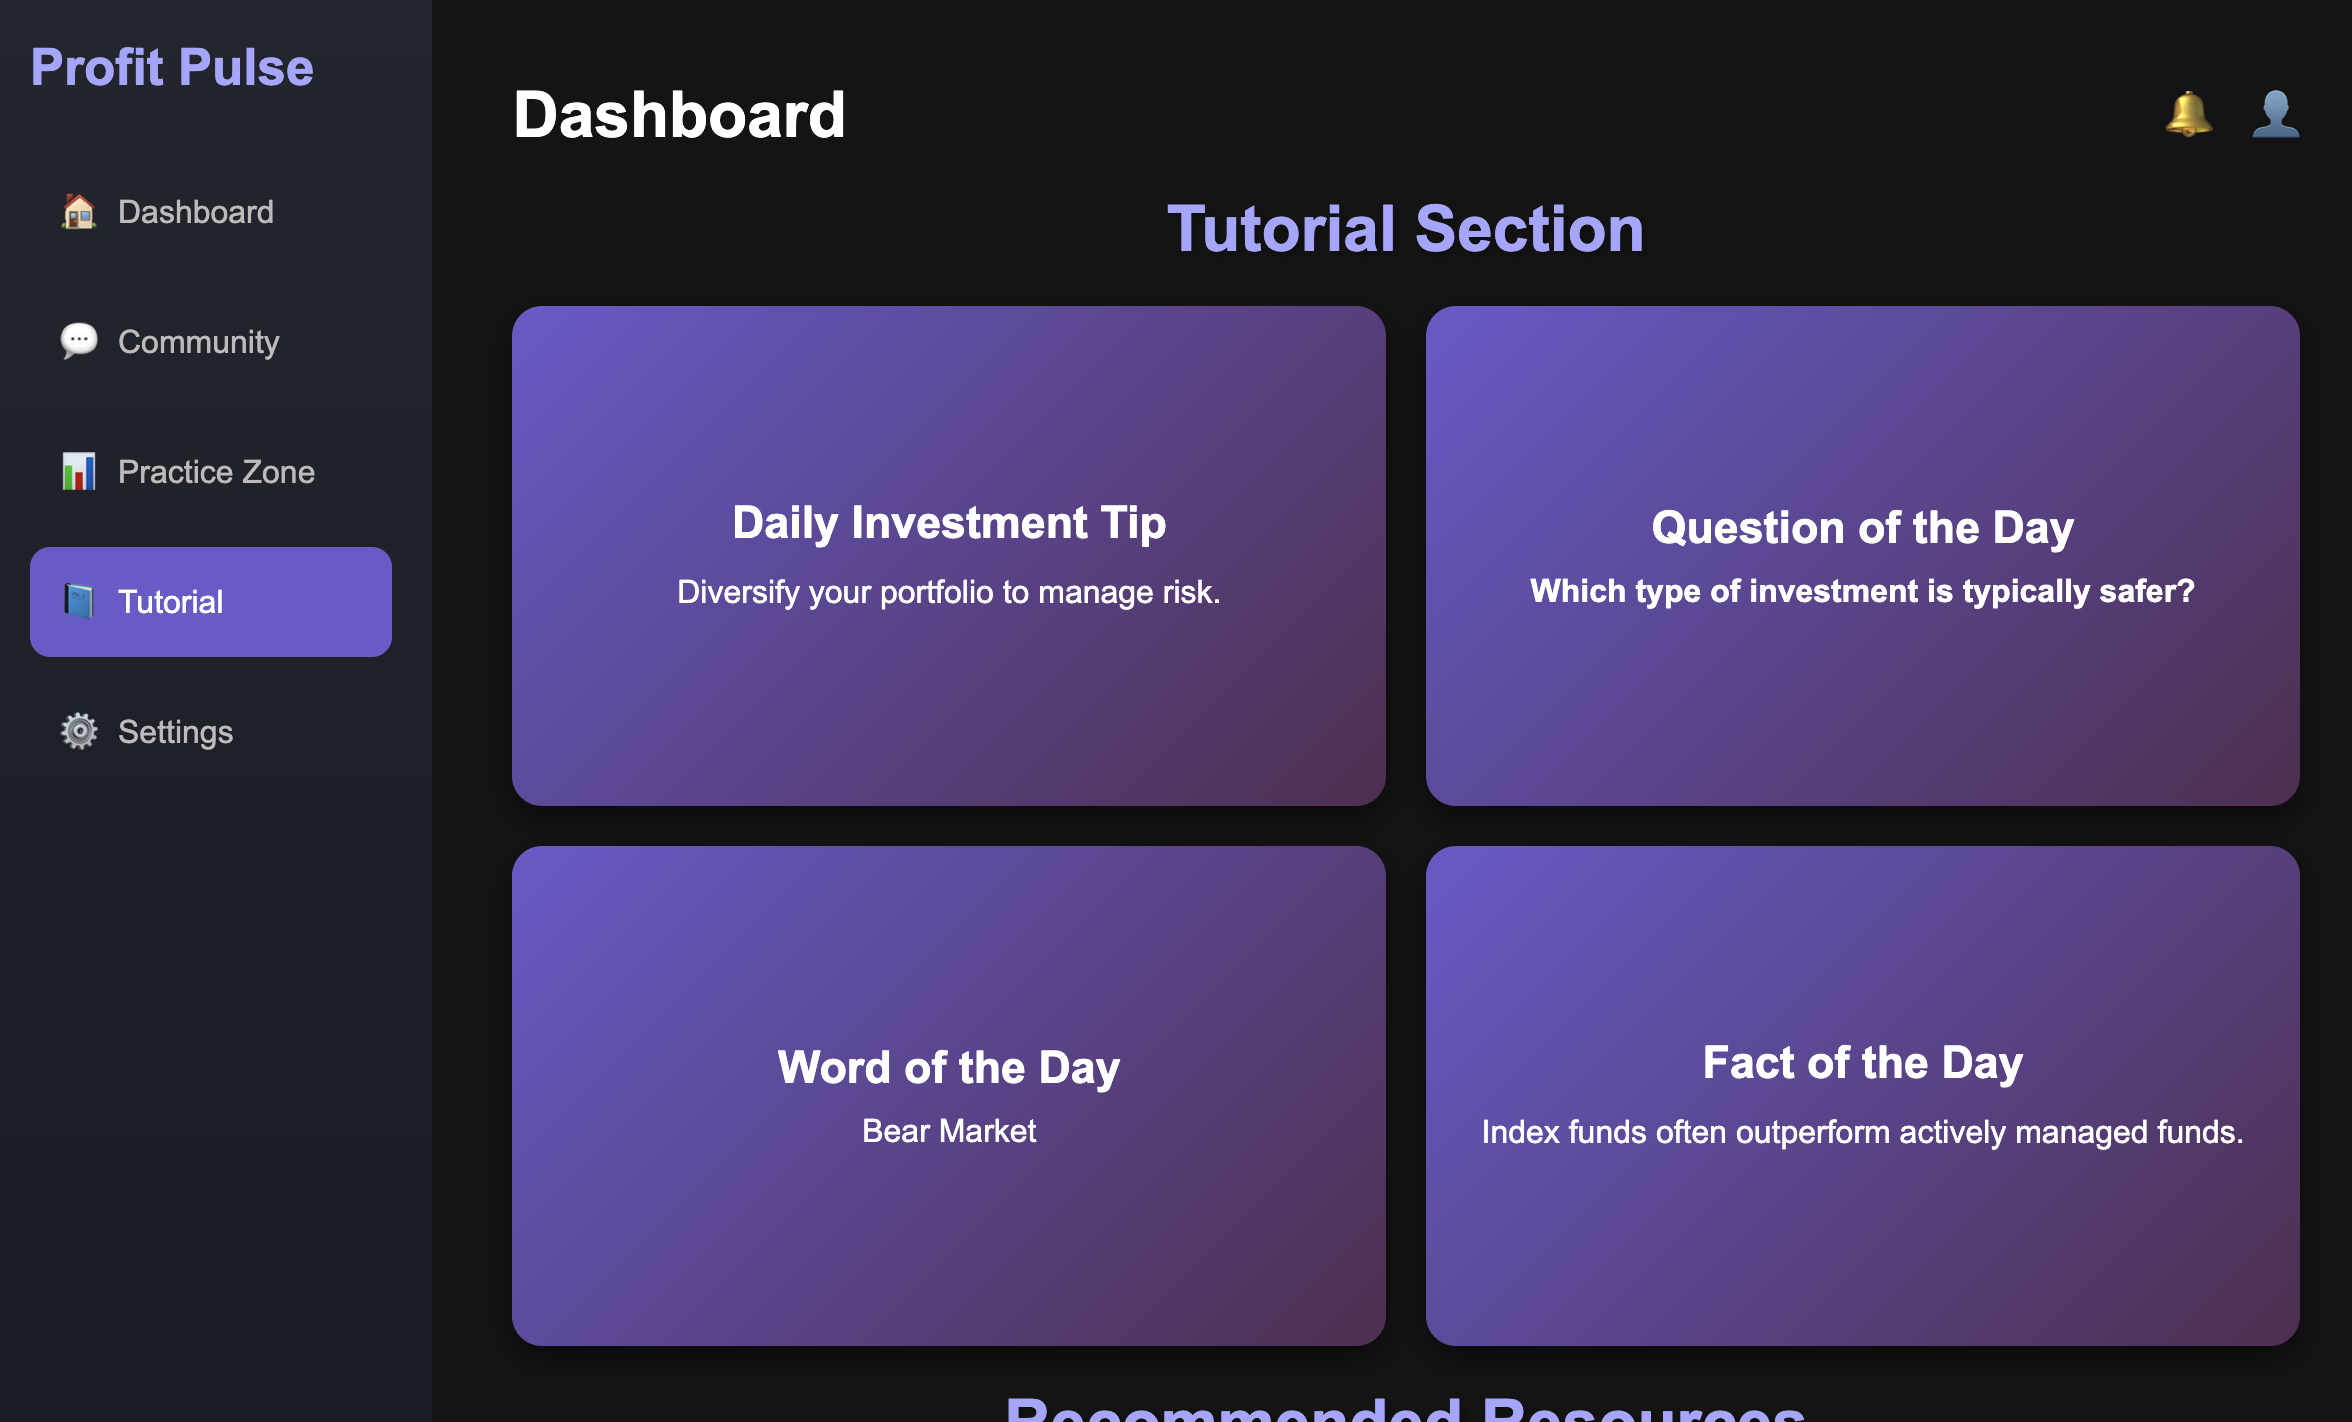 Profit Pulse
Dashboard
Community
Practice Zone
Tutorial
Settings
Dashboard
Tutorial Section
Daily Investment Tip
Diversify your portfolio to manage risk.
Question of the Day
Which type of investment is typically safer?
Word of the Day
Bear Market
Fact of the Day
Index funds often outperform actively managed funds.
Recommended Resources